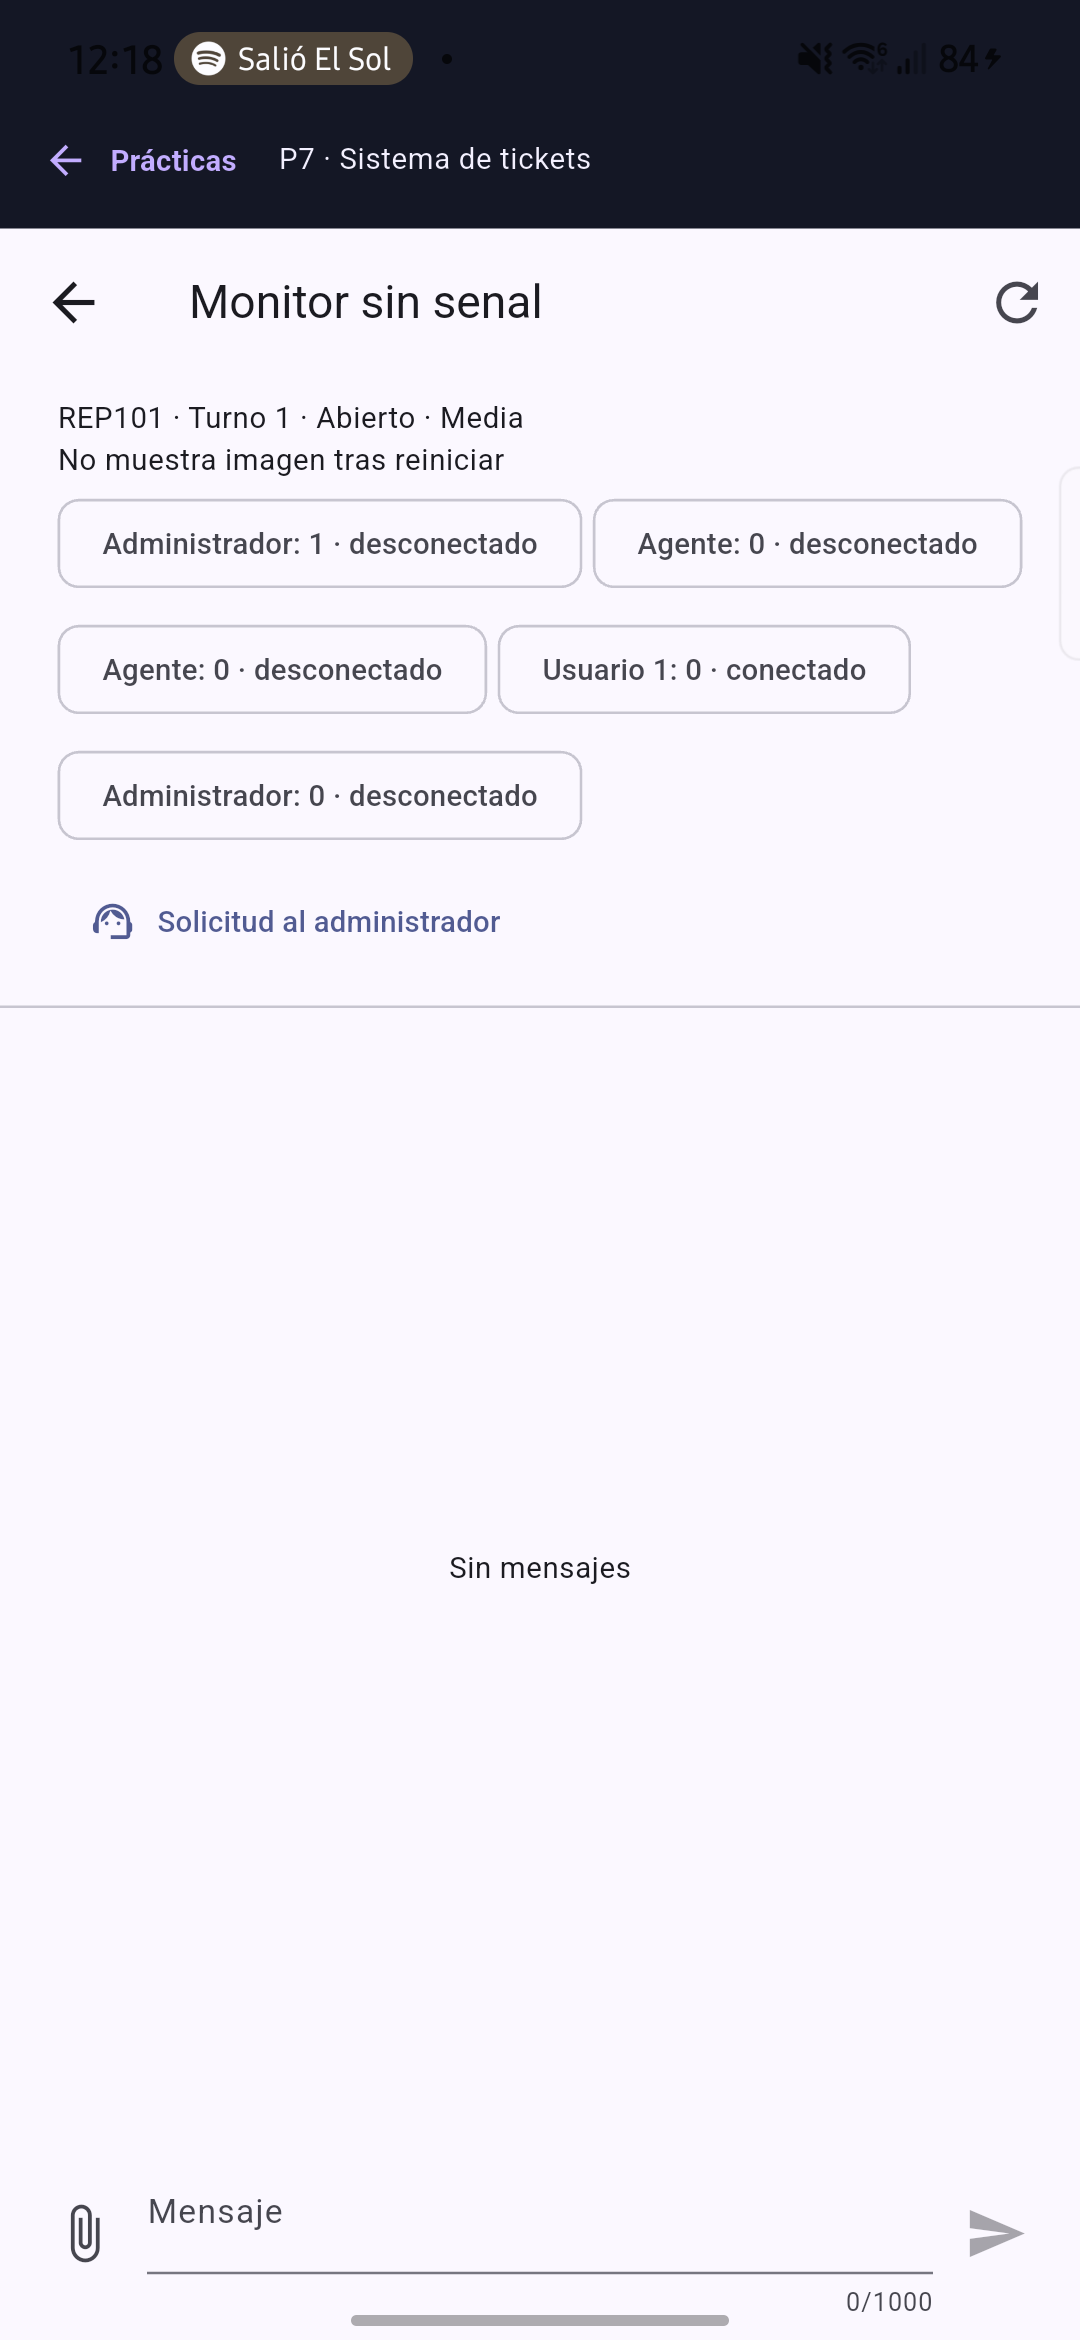 12:18 Salió El Sol 6 84
Prácticas P7 · Sistema de tickets
Monitor sin senal
REP101 · Turno 1 · Abierto · Media
No muestra imagen tras reiniciar
Administrador: 1 · desconectado
Agente: 0 · desconectado
Agente: 0 · desconectado
Usuario 1: 0 · conectado
Administrador: 0 · desconectado
Solicitud al administrador
Sin mensajes
Mensaje
0/1000